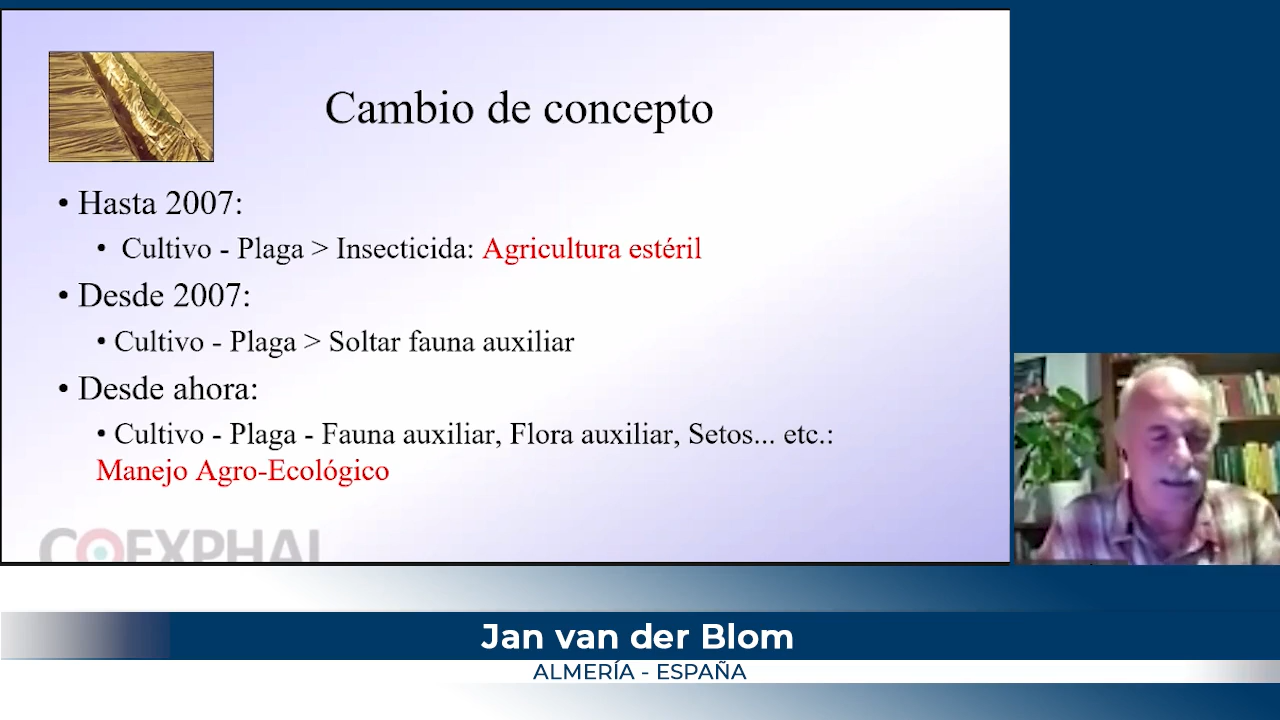 Cambio de concepto
• Hasta 2007:
• Cultivo - Plaga > Insecticida: Agricultura estéril
• Desde 2007:
• Cultivo - Plaga > Soltar fauna auxiliar
• Desde ahora:
• Cultivo - Plaga - Fauna auxiliar, Flora auxiliar, Setos... etc.:
Manejo Agro-Ecológico
COEXPHAL
Jan van der Blom
ALMERÍA - ESPAÑA